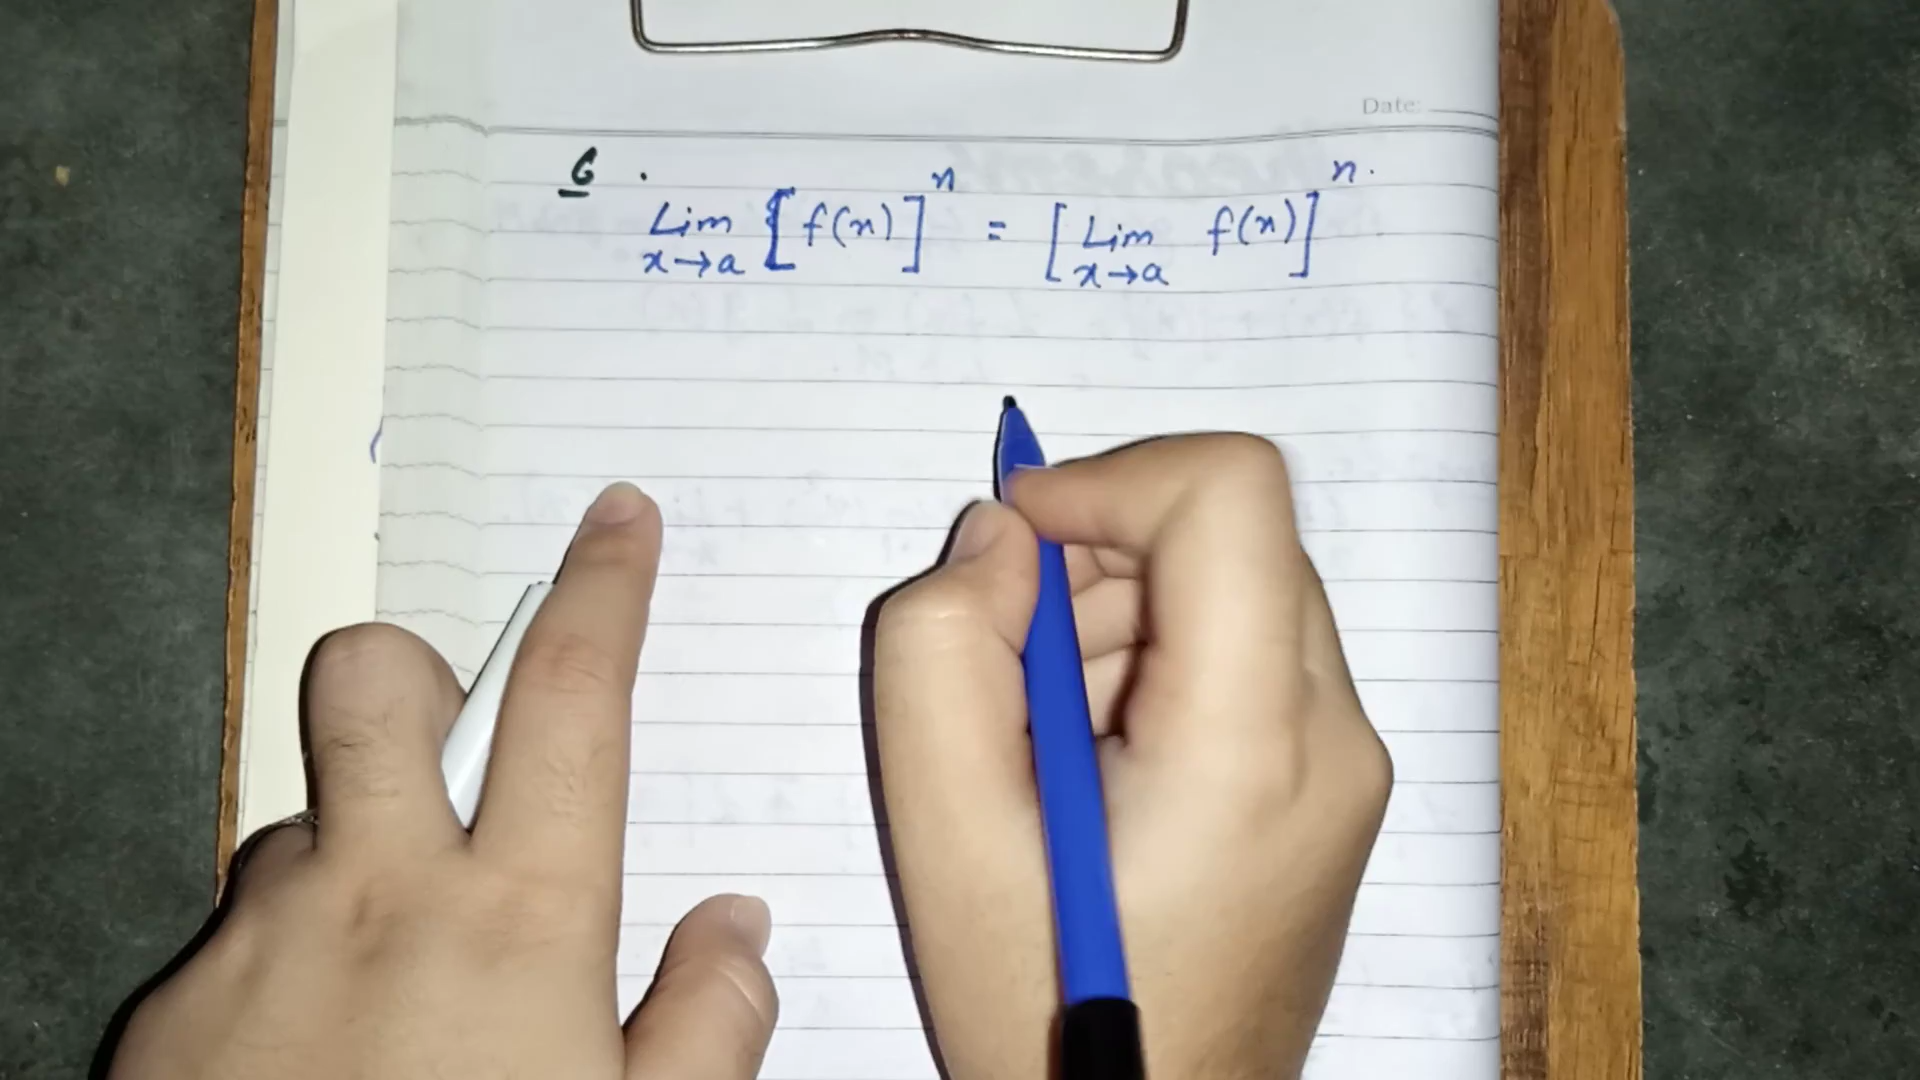 Date:
6 .
Lim x→a [f(x)]^n = [Lim x→a f(x)]^n.